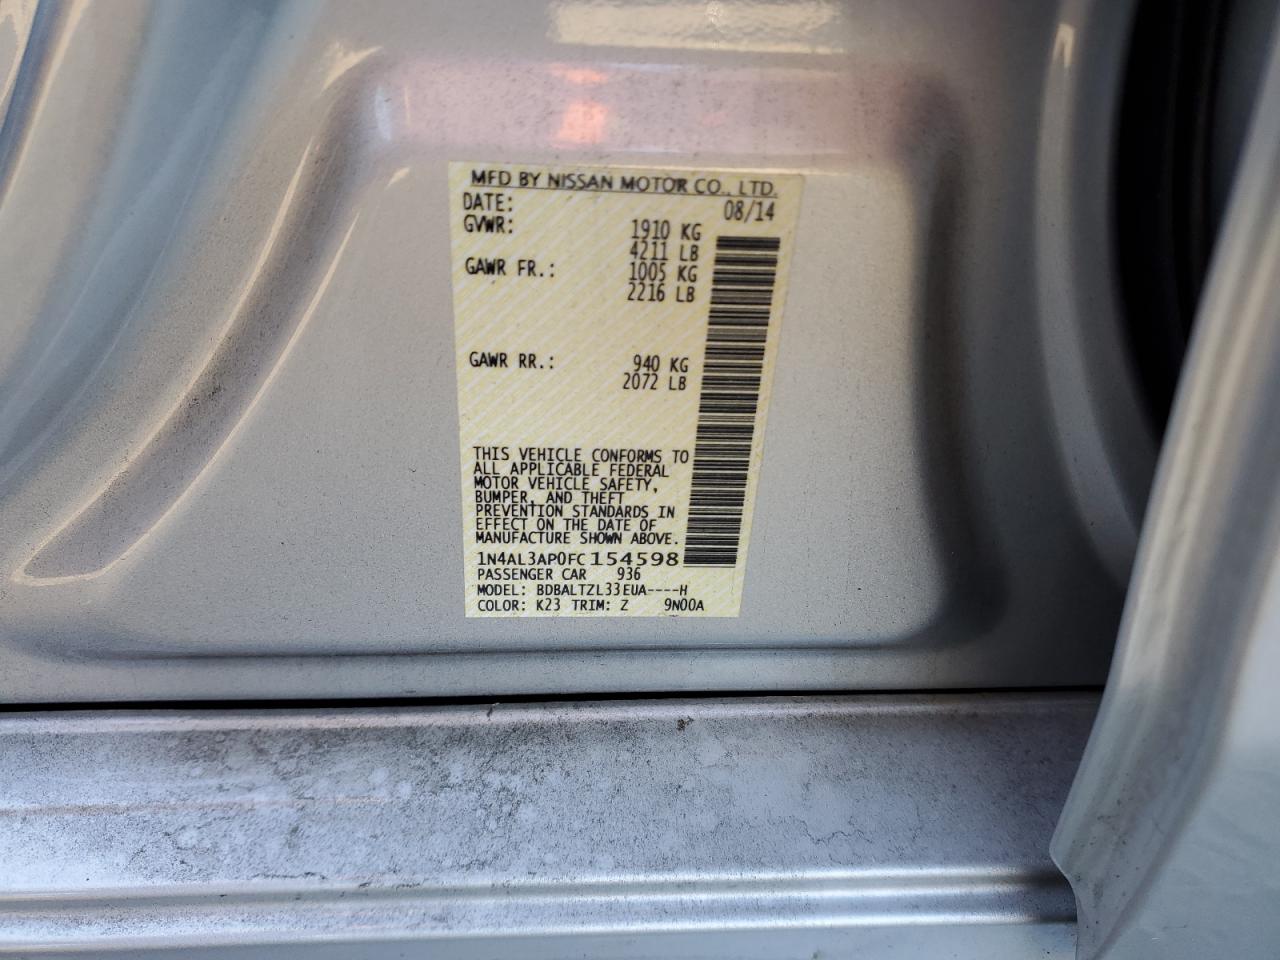 MFD BY NISSAN MOTOR CO., LTD.
DATE: 08/14
GVWR: 1910 KG
4211 LB
GAWR FR.: 1005 KG
2216 LB
GAWR RR.: 940 KG
2072 LB
THIS VEHICLE CONFORMS TO
ALL APPLICABLE FEDERAL
MOTOR VEHICLE SAFETY,
BUMPER, AND THEFT
PREVENTION STANDARDS IN
EFFECT ON THE DATE OF
MANUFACTURE SHOWN ABOVE.
1N4AL3AP0FC154598
PASSENGER CAR 936
MODEL: BDBALTZL33EUA----H
COLOR: K23 TRIM: Z 9N00A